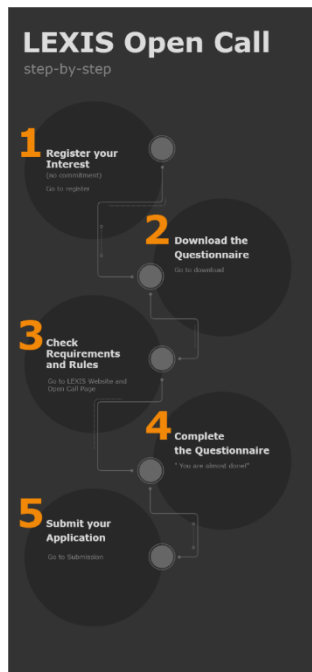 LEXIS Open Call
step-by-step
1
Register your
Interest
(no commitment)
Go to register
2
Download the
Questionnaire
Go to download
3
Check
Requirements
and Rules
Go to LEXIS Website and
Open Call Page
4
Complete
the Questionnaire
" You are almost done!"
5
Submit your
Application
Go to Submission